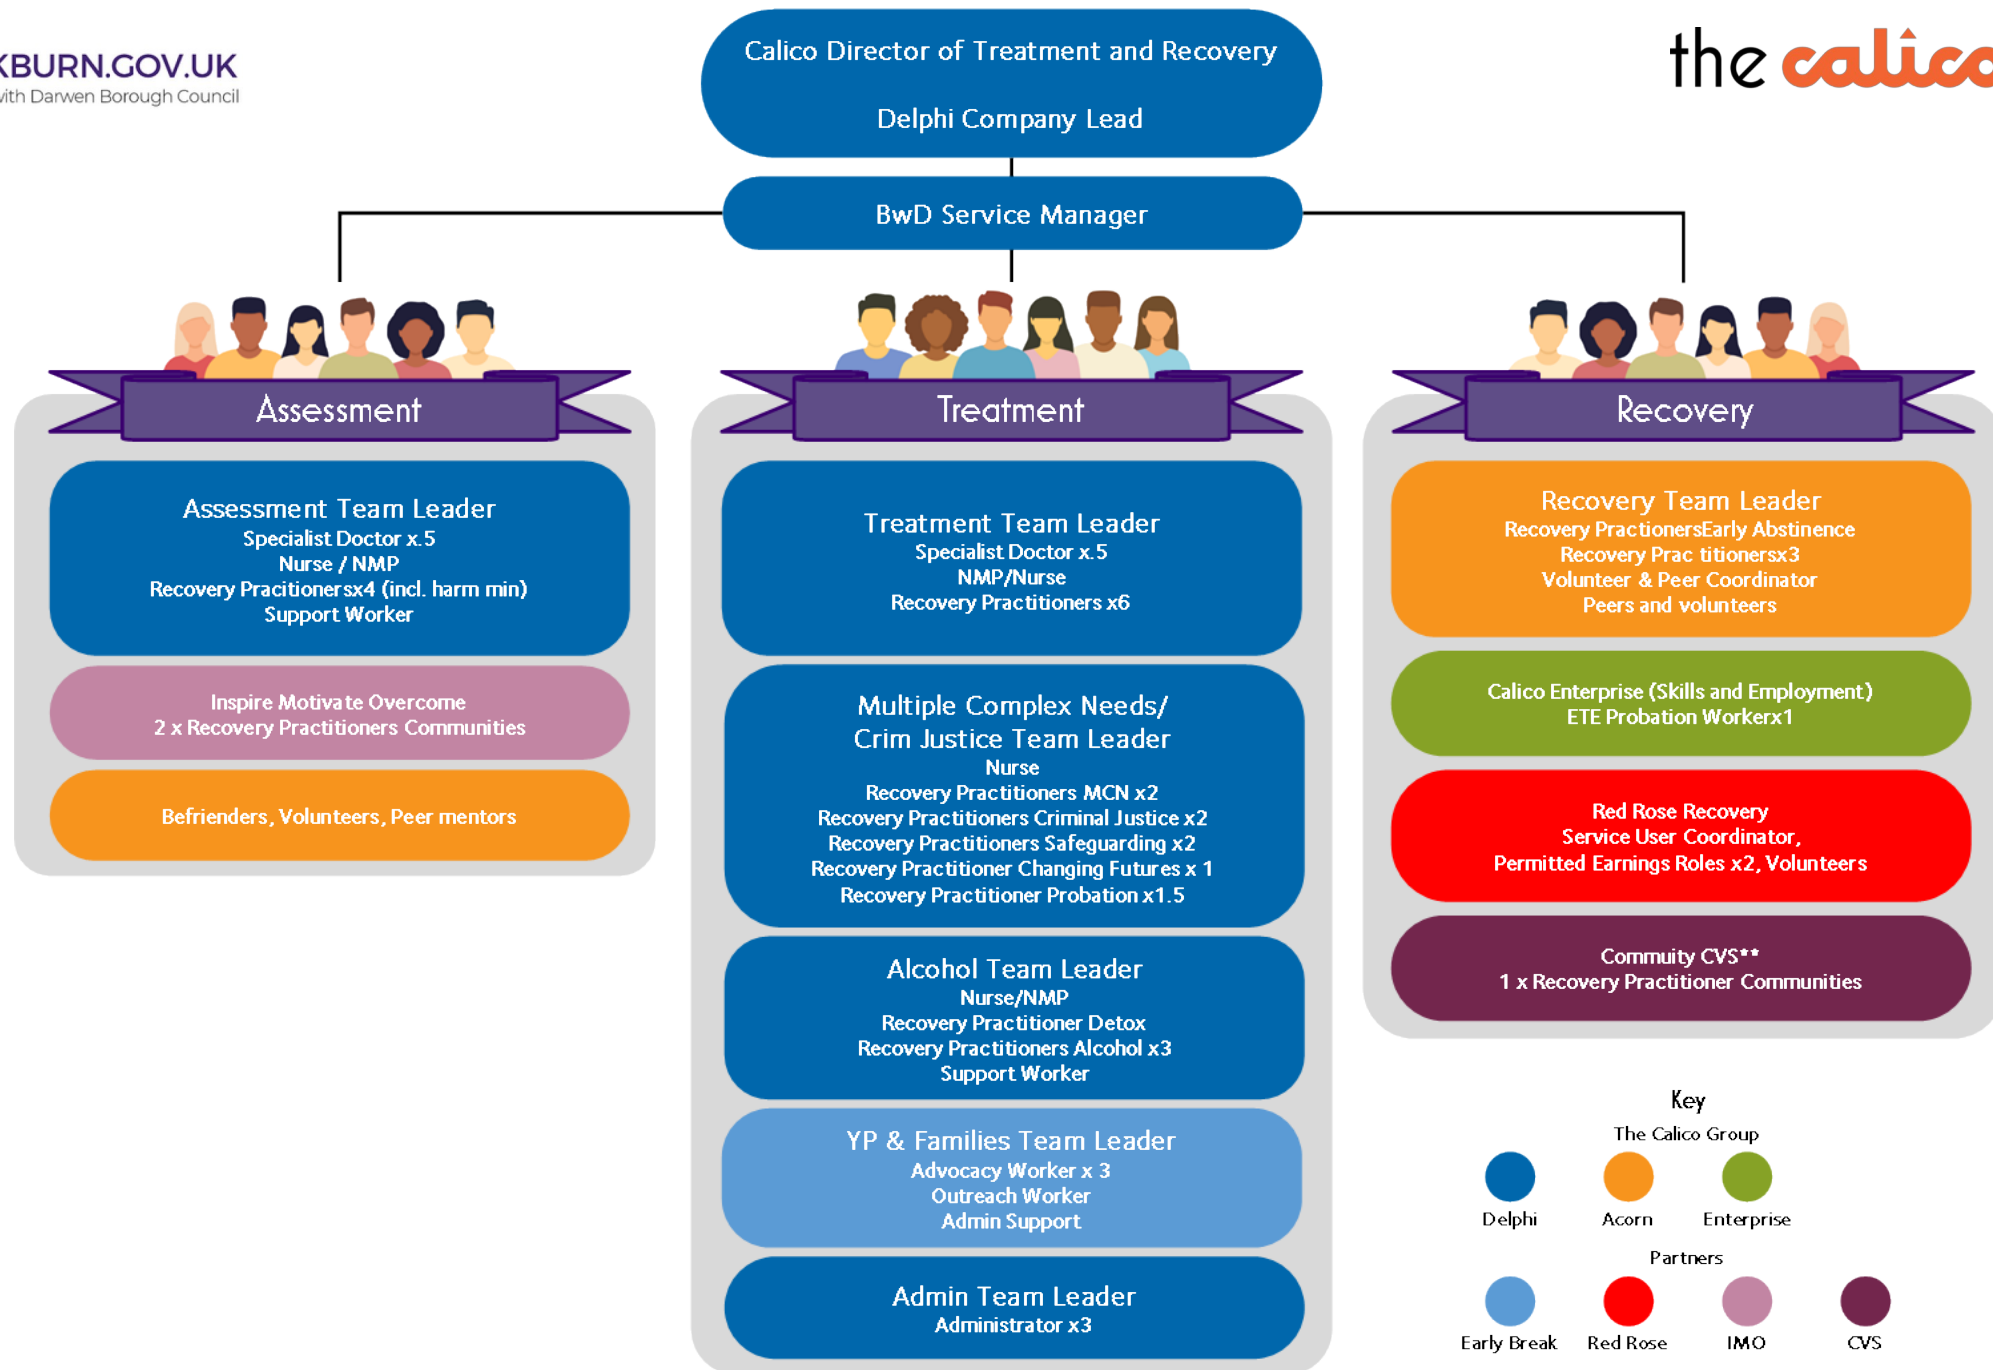 KBURN.GOV.UK
with Darwen Borough Council
the calico
Calico Director of Treatment and Recovery
Delphi Company Lead
BwD Service Manager
Assessment
Assessment Team Leader
Specialist Doctor x.5
Nurse / NMP
Recovery Pracitionersx4 (incl. harm min)
Support Worker
Inspire Motivate Overcome
2 x Recovery Practitioners Communities
Befrienders, Volunteers, Peer mentors
Treatment
Treatment Team Leader
Specialist Doctor x.5
NMP/Nurse
Recovery Practitioners x6
Multiple Complex Needs/
Crim Justice Team Leader
Nurse
Recovery Practitioners MCN x2
Recovery Practitioners Criminal Justice x2
Recovery Practitioners Safeguarding x2
Recovery Practitioner Changing Futures x 1
Recovery Practitioner Probation x1.5
Alcohol Team Leader
Nurse/NMP
Recovery Practitioner Detox
Recovery Practitioners Alcohol x3
Support Worker
YP & Families Team Leader
Advocacy Worker x 3
Outreach Worker
Admin Support
Admin Team Leader
Administrator x3
Recovery
Recovery Team Leader
Recovery PractionersEarly Abstinence
Recovery Prac titionersx3
Volunteer & Peer Coordinator
Peers and volunteers
Calico Enterprise (Skills and Employment)
ETE Probation Workerx1
Red Rose Recovery
Service User Coordinator,
Permitted Earnings Roles x2, Volunteers
Commuity CVS**
1 x Recovery Practitioner Communities
Key
The Calico Group
Delphi
Acorn
Enterprise
Partners
Early Break
Red Rose
IMO
CVS